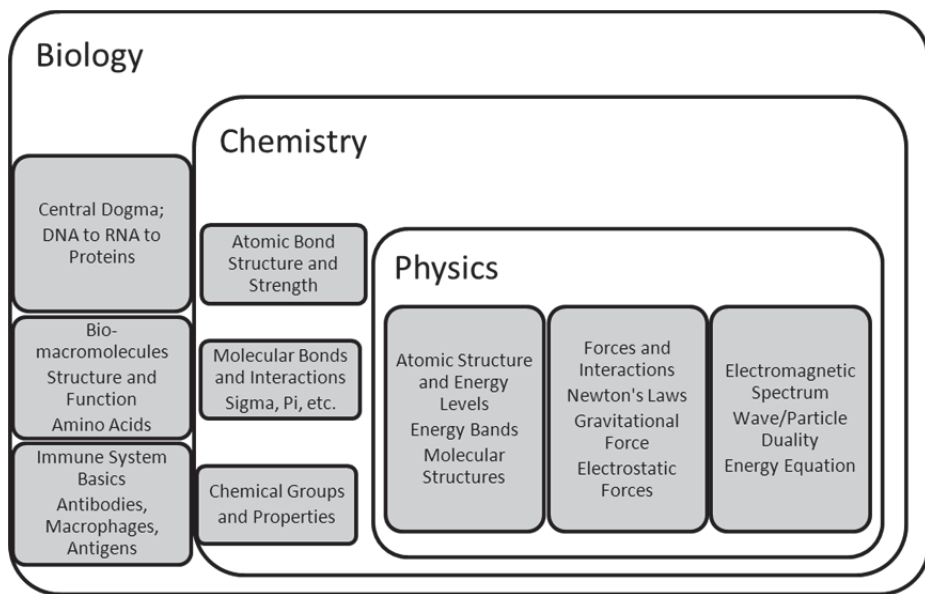 Biology
Central Dogma;
DNA to RNA to
Proteins
Bio-
macromolecules
Structure and
Function
Amino Acids
Immune System
Basics
Antibodies,
Macrophages,
Antigens
Chemistry
Atomic Bond
Structure and
Strength
Molecular Bonds
and Interactions
Sigma, Pi, etc.
Chemical Groups
and Properties
Physics
Atomic Structure
and Energy
Levels
Energy Bands
Molecular
Structures
Forces and
Interactions
Newton's Laws
Gravitational
Force
Electrostatic
Forces
Electromagnetic
Spectrum
Wave/Particle
Duality
Energy Equation